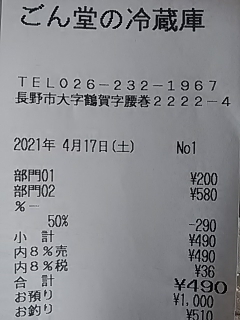 ごん堂の冷蔵庫
TEL026-232-1967
長野市大字鶴賀字腰巻2222-4
2021年 4月17日(土) No1
部門01 ¥200
部門02 ¥580
%-
50% -290
小 計 ¥490
内8%売 ¥490
内8%税 ¥36
合 計 ¥490
お預り ¥1,000
お釣り ¥510